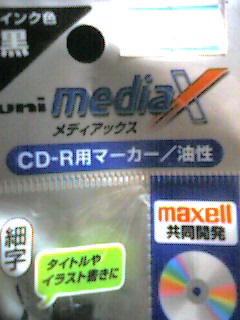 インク色
黒
uni mediaX
メディアックス
CD-R用マーカー／油性
細字
タイトルや
イラスト書きに
maxell
共同開発